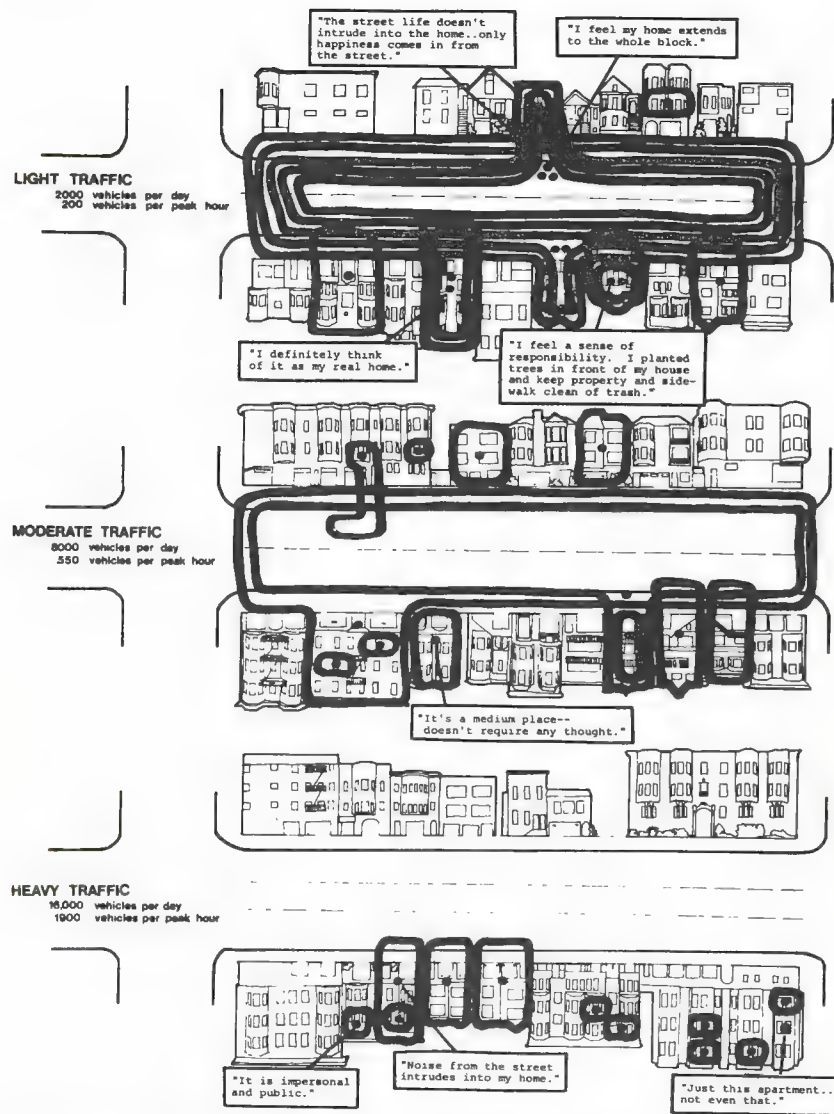 "The street life doesn't
intrude into the home..only
happiness comes in from
the street."
"I feel my home extends
to the whole block."
LIGHT TRAFFIC
2000 vehicles per day
200 vehicles per peak hour
"I definitely think
of it as my real home."
"I feel a sense of
responsibility. I planted
trees in front of my house
and keep property and side-
walk clean of trash."
MODERATE TRAFFIC
8000 vehicles per day
550 vehicles per peak hour
"It's a medium place--
doesn't require any thought."
HEAVY TRAFFIC
16,000 vehicles per day
1900 vehicles per peak hour
"It is impersonal
and public."
"Noise from the street
intrudes into my home."
"Just this apartment..
not even that."